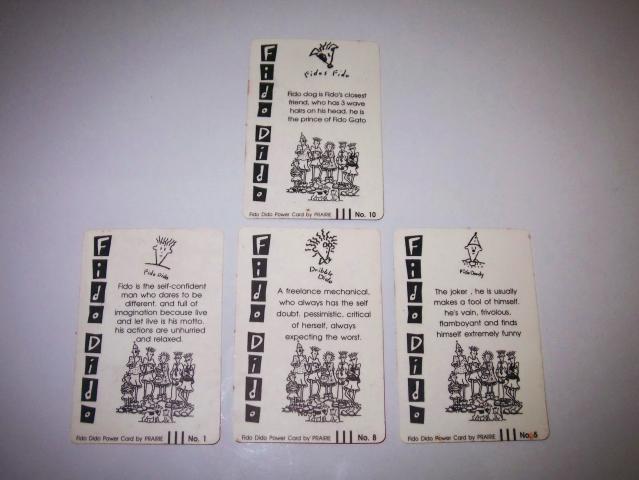 Fido Dido
Fidos Fido
Fido dog is Fido's closest
friend, who has 3 wave
hairs on his head. he is
the prince of Fido Gato
Fido Dido Power Card by PRAIRIE No. 10
Fido Dido
Fido Dido
Fido is the self-confident
man who dares to be
different. and full of
imagination because live
and let live is his motto.
his actions are unhurried
and relaxed.
Fido Dido Power Card by PRAIRIE No. 1
Fido Dido
Dribbly
Dido
A freelance mechanical,
who always has the self
doubt, pessimistic, critical
of herself, always
expecting the worst.
Fido Dido Power Card by PRAIRIE No. 8
Fido Dido
Fido Dandy
The joker , he is usually
makes a fool of himself.
he's vain, frivolous,
flamboyant and finds
himself extremely funny
Fido Dido Power Card by PRAIRIE No. 5